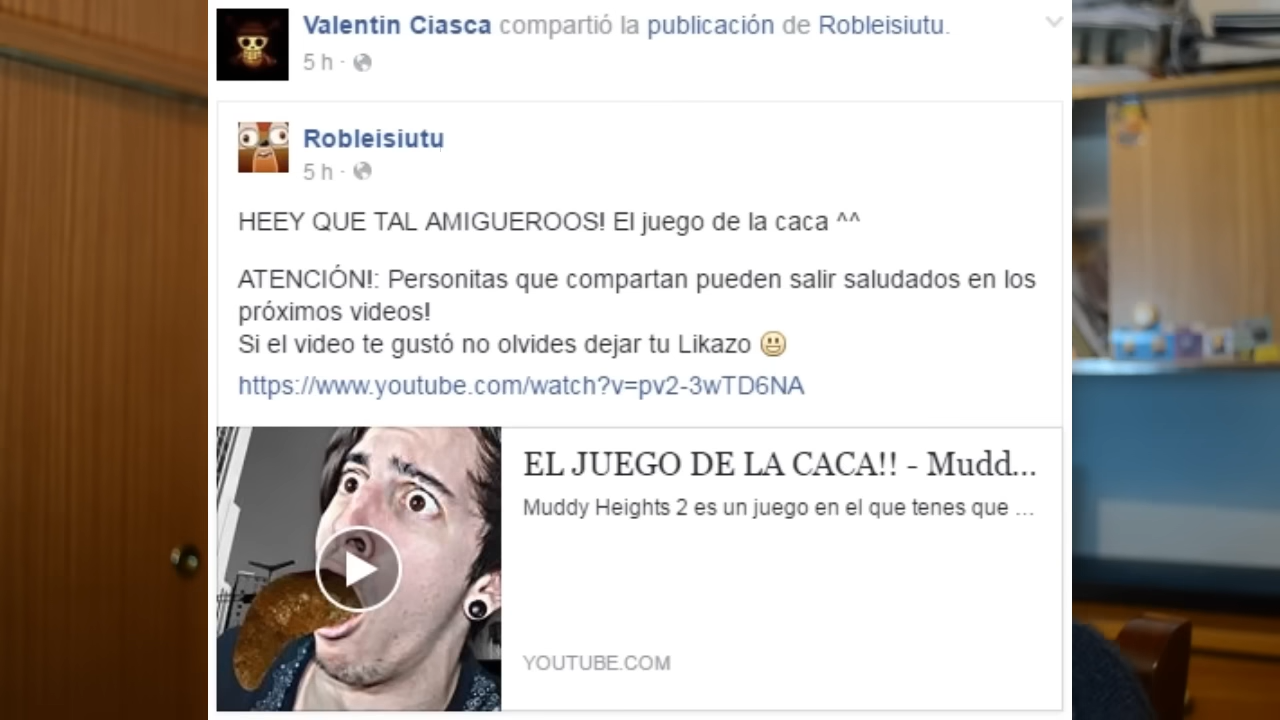 Valentin Ciasca compartió la publicación de Robleisiutu.
5 h ·
Robleisiutu
5 h ·
HEEY QUE TAL AMIGUEROOS! El juego de la caca ^^
ATENCIÓN!: Personitas que compartan pueden salir saludados en los
próximos videos!
Si el video te gustó no olvides dejar tu Likazo 😃
https://www.youtube.com/watch?v=pv2-3wTD6NA
EL JUEGO DE LA CACA!! - Mudd...
Muddy Heights 2 es un juego en el que tenes que ...
YOUTUBE.COM